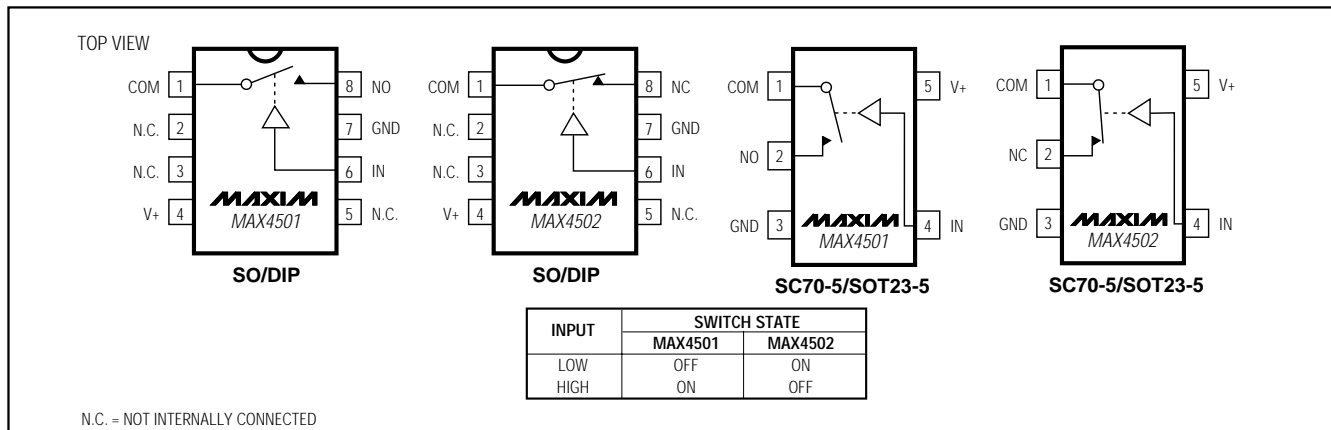 TOP VIEW
COM 1 8 NO
N.C. 2 7 GND
N.C. 3 6 IN
V+ 4 5 N.C.
MAXIM
MAX4501
SO/DIP
COM 1 8 NC
N.C. 2 7 GND
N.C. 3 6 IN
V+ 4 5 N.C.
MAXIM
MAX4502
SO/DIP
COM 1 5 V+
NO 2
GND 3 4 IN
MAXIM
MAX4501
SC70-5/SOT23-5
COM 1 5 V+
NC 2
GND 3 4 IN
MAXIM
MAX4502
SC70-5/SOT23-5
INPUT SWITCH STATE
MAX4501 MAX4502
LOW OFF ON
HIGH ON OFF
N.C. = NOT INTERNALLY CONNECTED